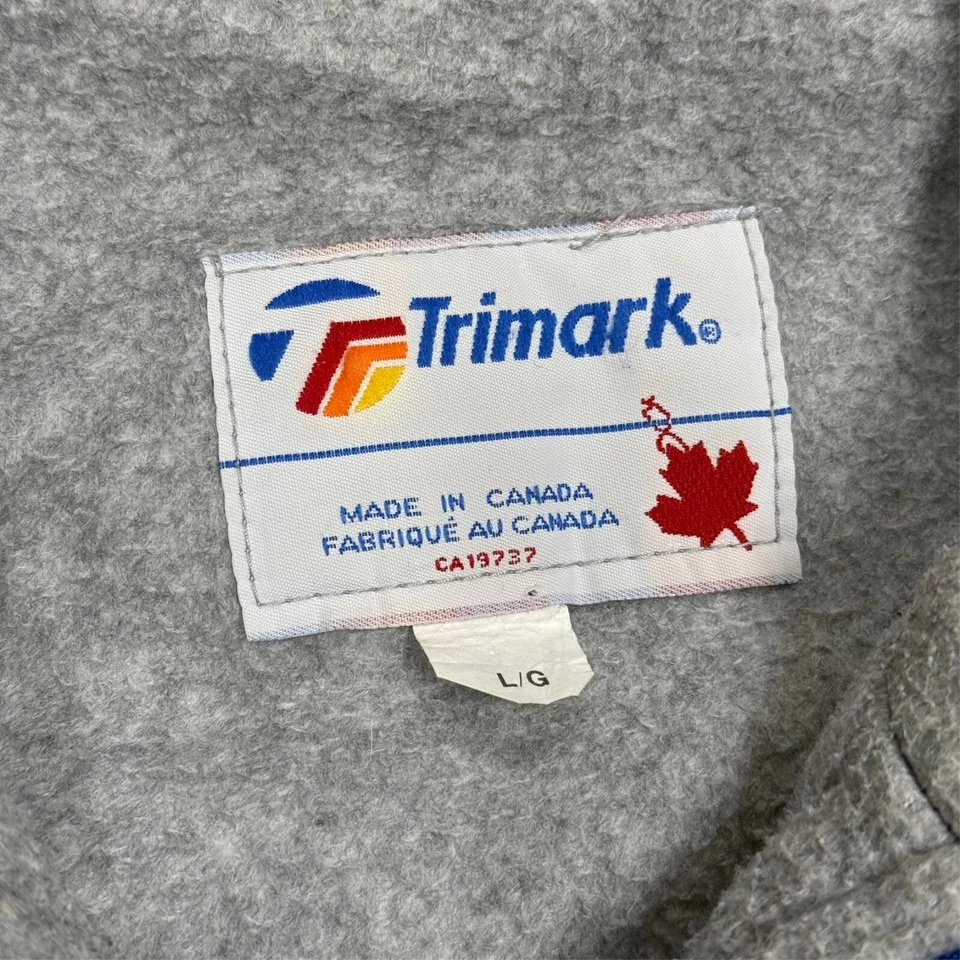 Trimark®
MADE IN CANADA
FABRIQUÉ AU CANADA
CA19737
L/G